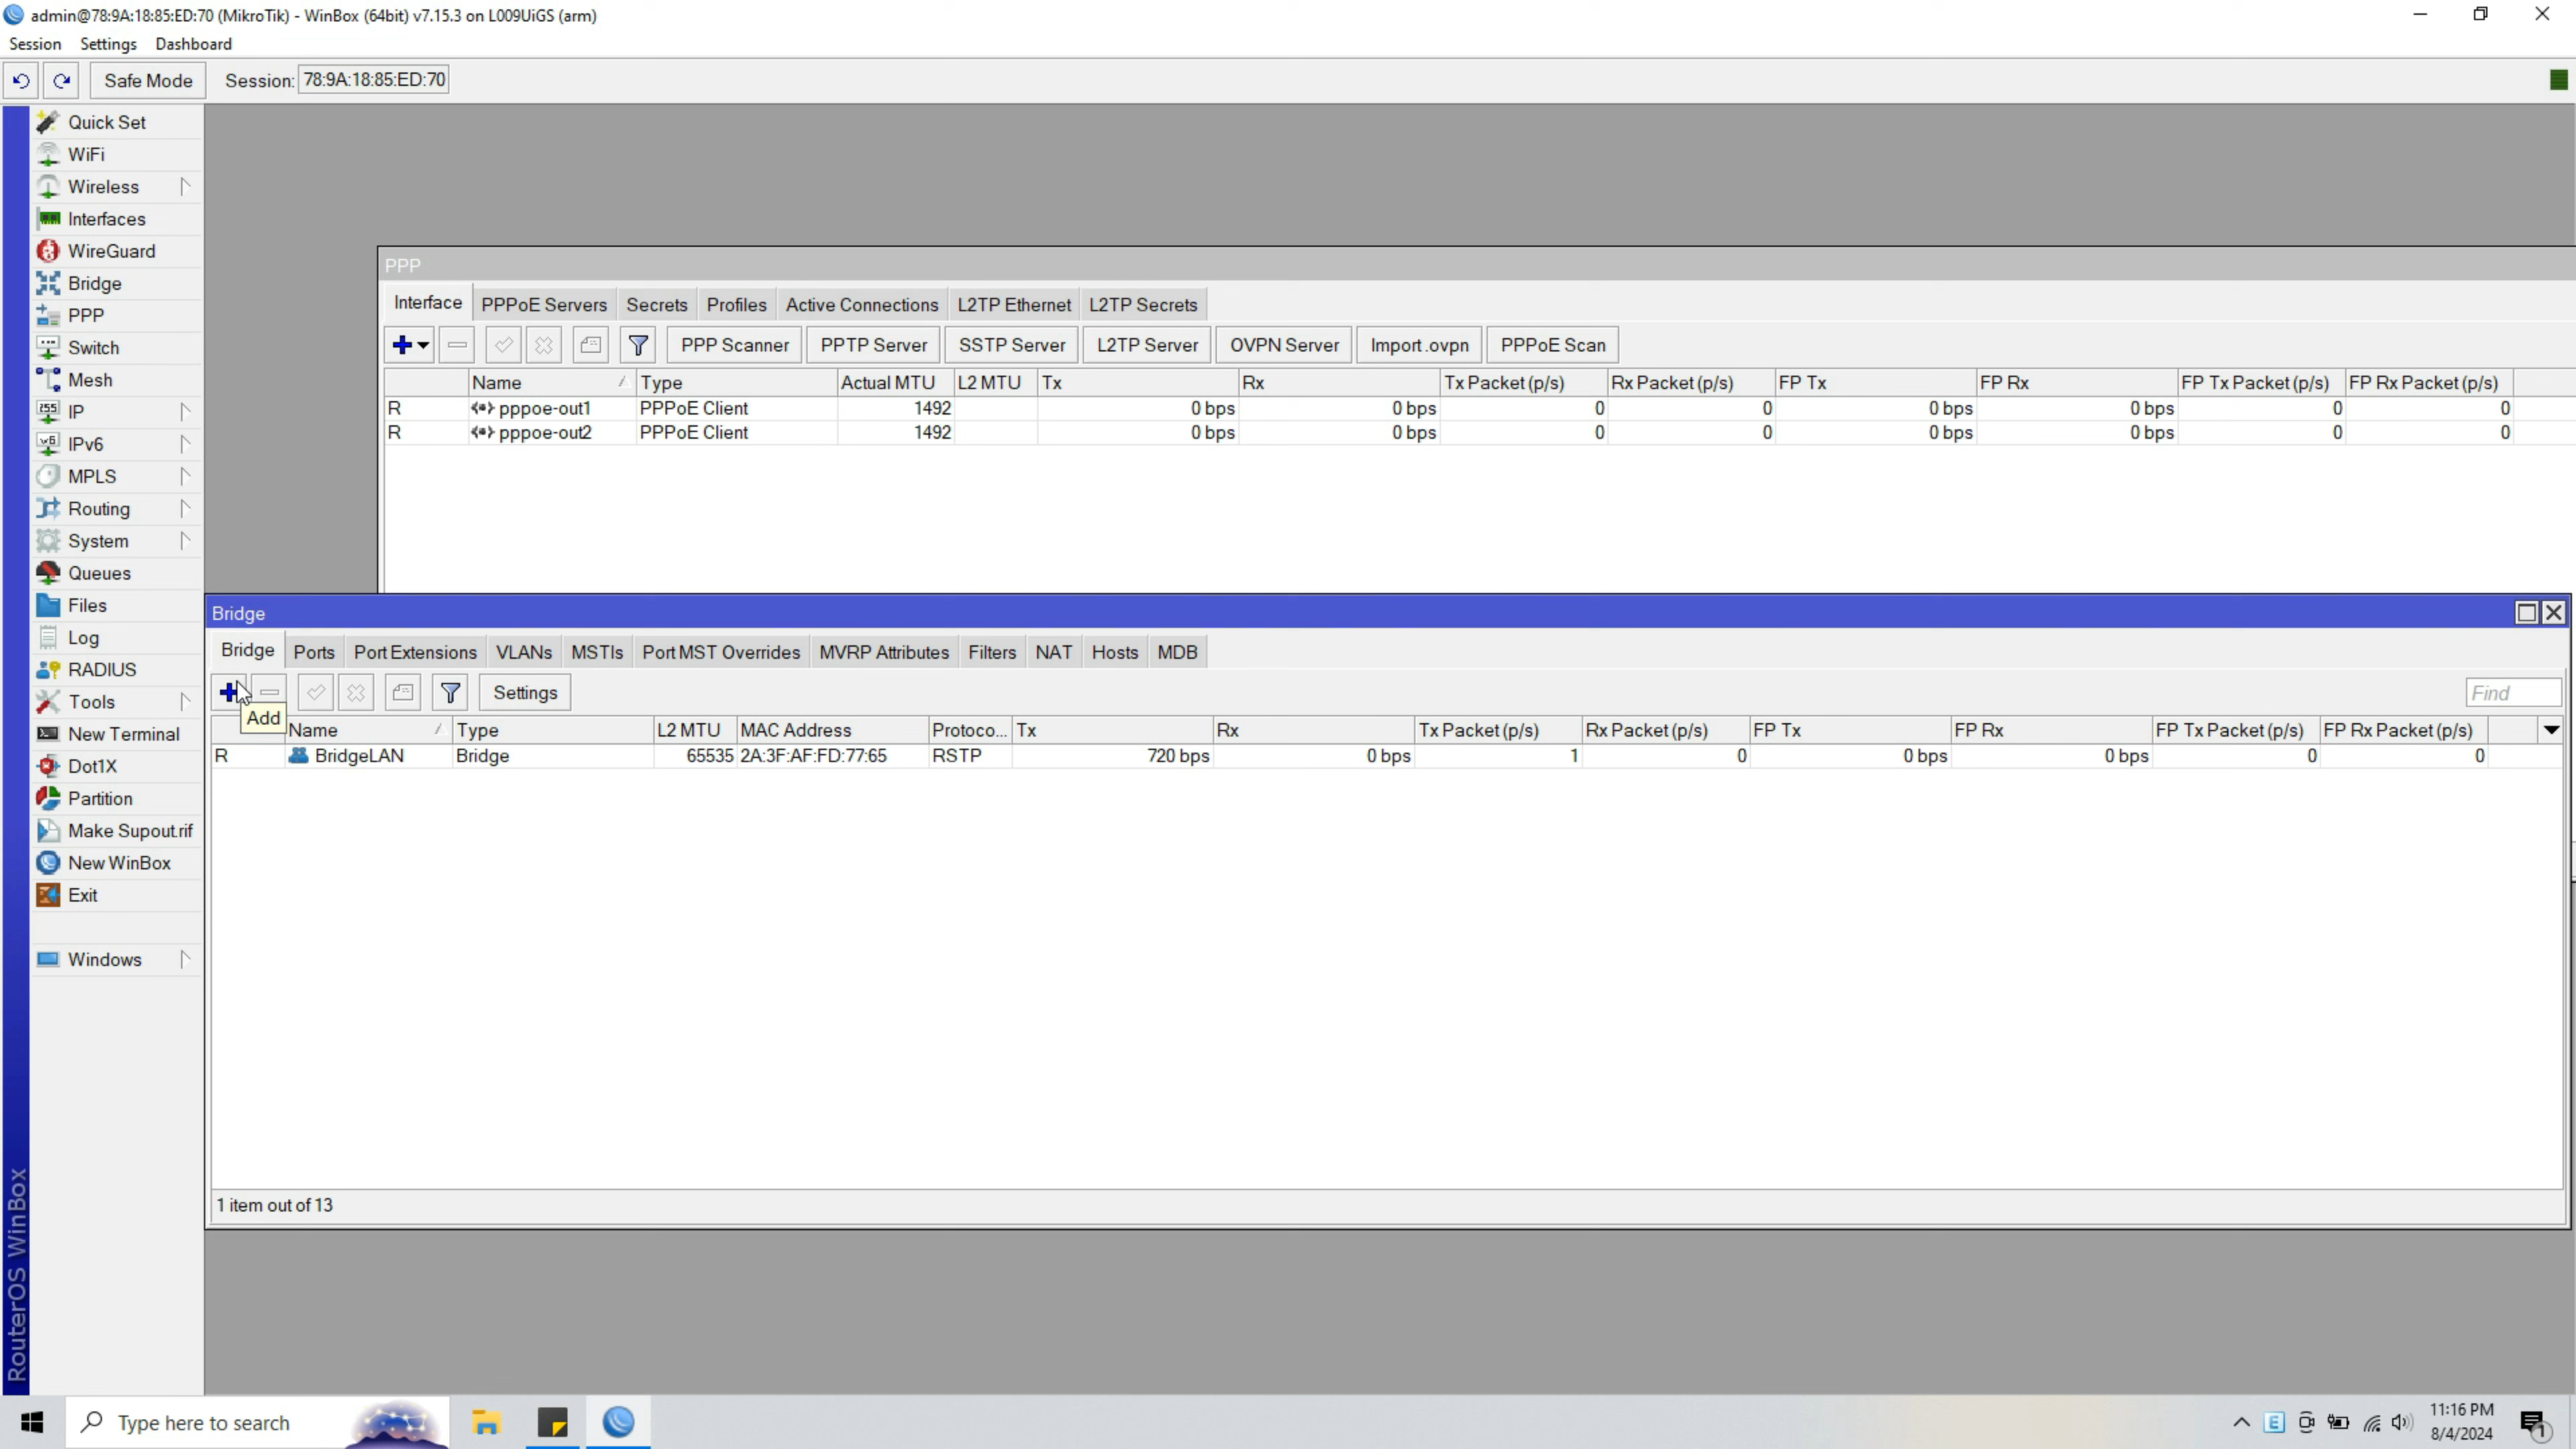 admin@78:9A:18:85:ED:70 (MikroTik) - WinBox (64bit) v7.15.3 on L009UiGS (arm)
Session Settings Dashboard
Safe Mode Session: 78:9A:18:85:ED:70
Quick Set
WiFi
Wireless
Interfaces
WireGuard
Bridge
PPP
Switch
Mesh
IP
IPv6
MPLS
Routing
System
Queues
Files
Log
RADIUS
Tools
New Terminal
Dot1X
Partition
Make Supout.rif
New WinBox
Exit
Windows
RouterOS WinBox
PPP
Interface PPPoE Servers Secrets Profiles Active Connections L2TP Ethernet L2TP Secrets
PPP Scanner PPTP Server SSTP Server L2TP Server OVPN Server Import .ovpn PPPoE Scan
Name Type Actual MTU L2 MTU Tx Rx Tx Packet (p/s) Rx Packet (p/s) FP Tx FP Rx FP Tx Packet (p/s) FP Rx Packet (p/s)
R pppoe-out1 PPPoE Client 1492 0 bps 0 bps 0 0 0 bps 0 bps 0 0
R pppoe-out2 PPPoE Client 1492 0 bps 0 bps 0 0 0 bps 0 bps 0 0
Bridge
Bridge Ports Port Extensions VLANs MSTIs Port MST Overrides MVRP Attributes Filters NAT Hosts MDB
Settings Find
Add
Name Type L2 MTU MAC Address Protoco... Tx Rx Tx Packet (p/s) Rx Packet (p/s) FP Tx FP Rx FP Tx Packet (p/s) FP Rx Packet (p/s)
R BridgeLAN Bridge 65535 2A:3F:AF:FD:77:65 RSTP 720 bps 0 bps 1 0 0 bps 0 bps 0 0
1 item out of 13
Type here to search
11:16 PM
8/4/2024
1